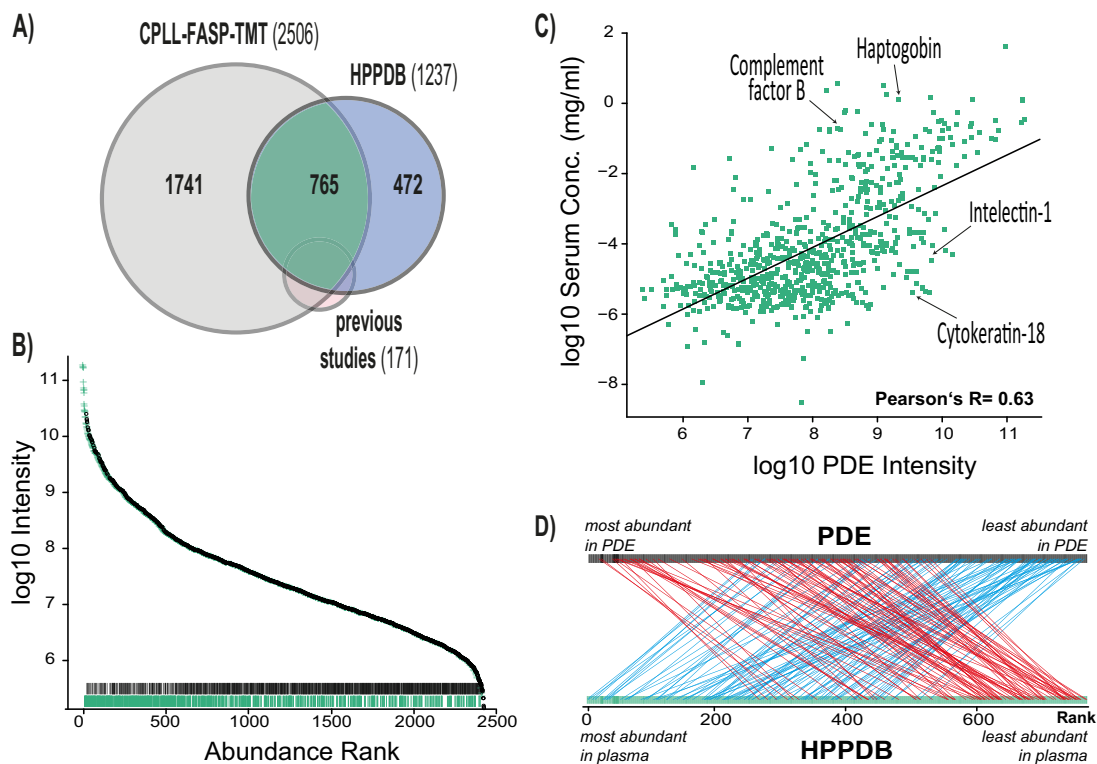 A)
CPLL-FASP-TMT (2506)
HPPDB (1237)
1741
765
472
previous
studies (171)
B)
log10 Intensity
11
10
9
8
7
6
0
500
1000
1500
2000
2500
Abundance Rank
C)
log10 Serum Conc. (mg/ml)
2
0
−2
−4
−6
−8
Haptogobin
Complement
factor B
Intelectin-1
Cytokeratin-18
Pearson‘s R= 0.63
6
7
8
9
10
11
log10 PDE Intensity
D)
most abundant
in PDE
PDE
least abundant
in PDE
0
200
400
600
Rank
most abundant
in plasma
HPPDB
least abundant
in plasma